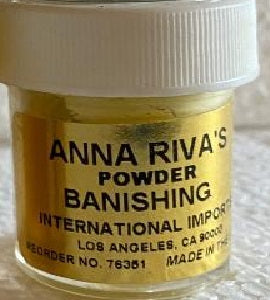 ANNA RIVA'S
POWDER
BANISHING
INTERNATIONAL IMPORT
LOS ANGELES, CA
REORDER NO. 76351 MADE IN THE